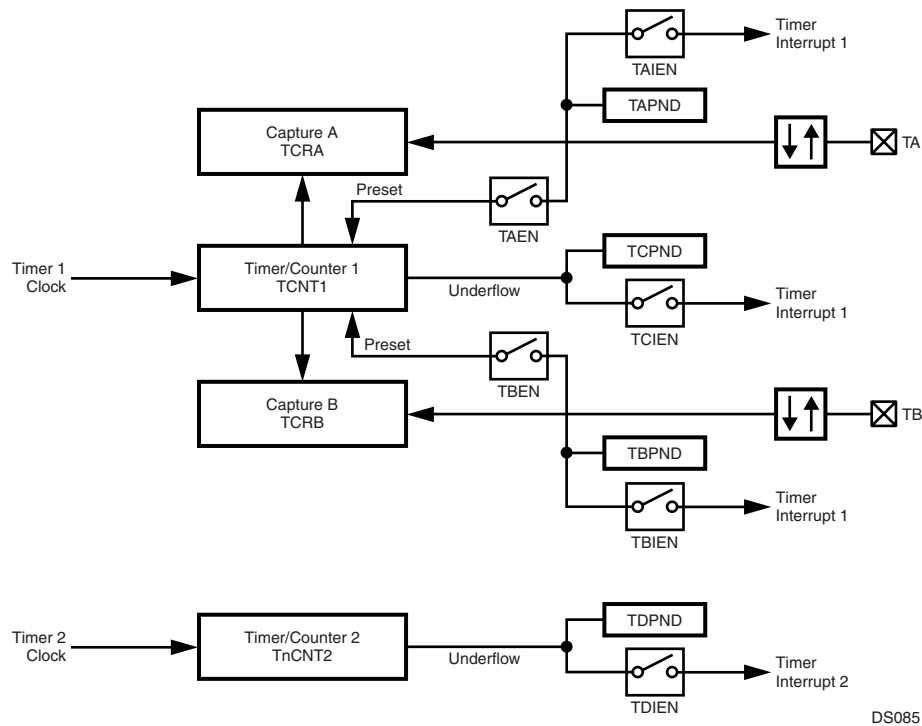 Timer
Interrupt 1
TAIEN
TAPND
Capture A
TCRA
TA
Preset
TAEN
TCPND
Timer 1
Clock
Timer/Counter 1
TCNT1
Underflow
Timer
Interrupt 1
TCIEN
Preset
TBEN
Capture B
TCRB
TB
TBPND
Timer
Interrupt 1
TBIEN
TDPND
Timer 2
Clock
Timer/Counter 2
TnCNT2
Underflow
Timer
Interrupt 2
TDIEN
DS085